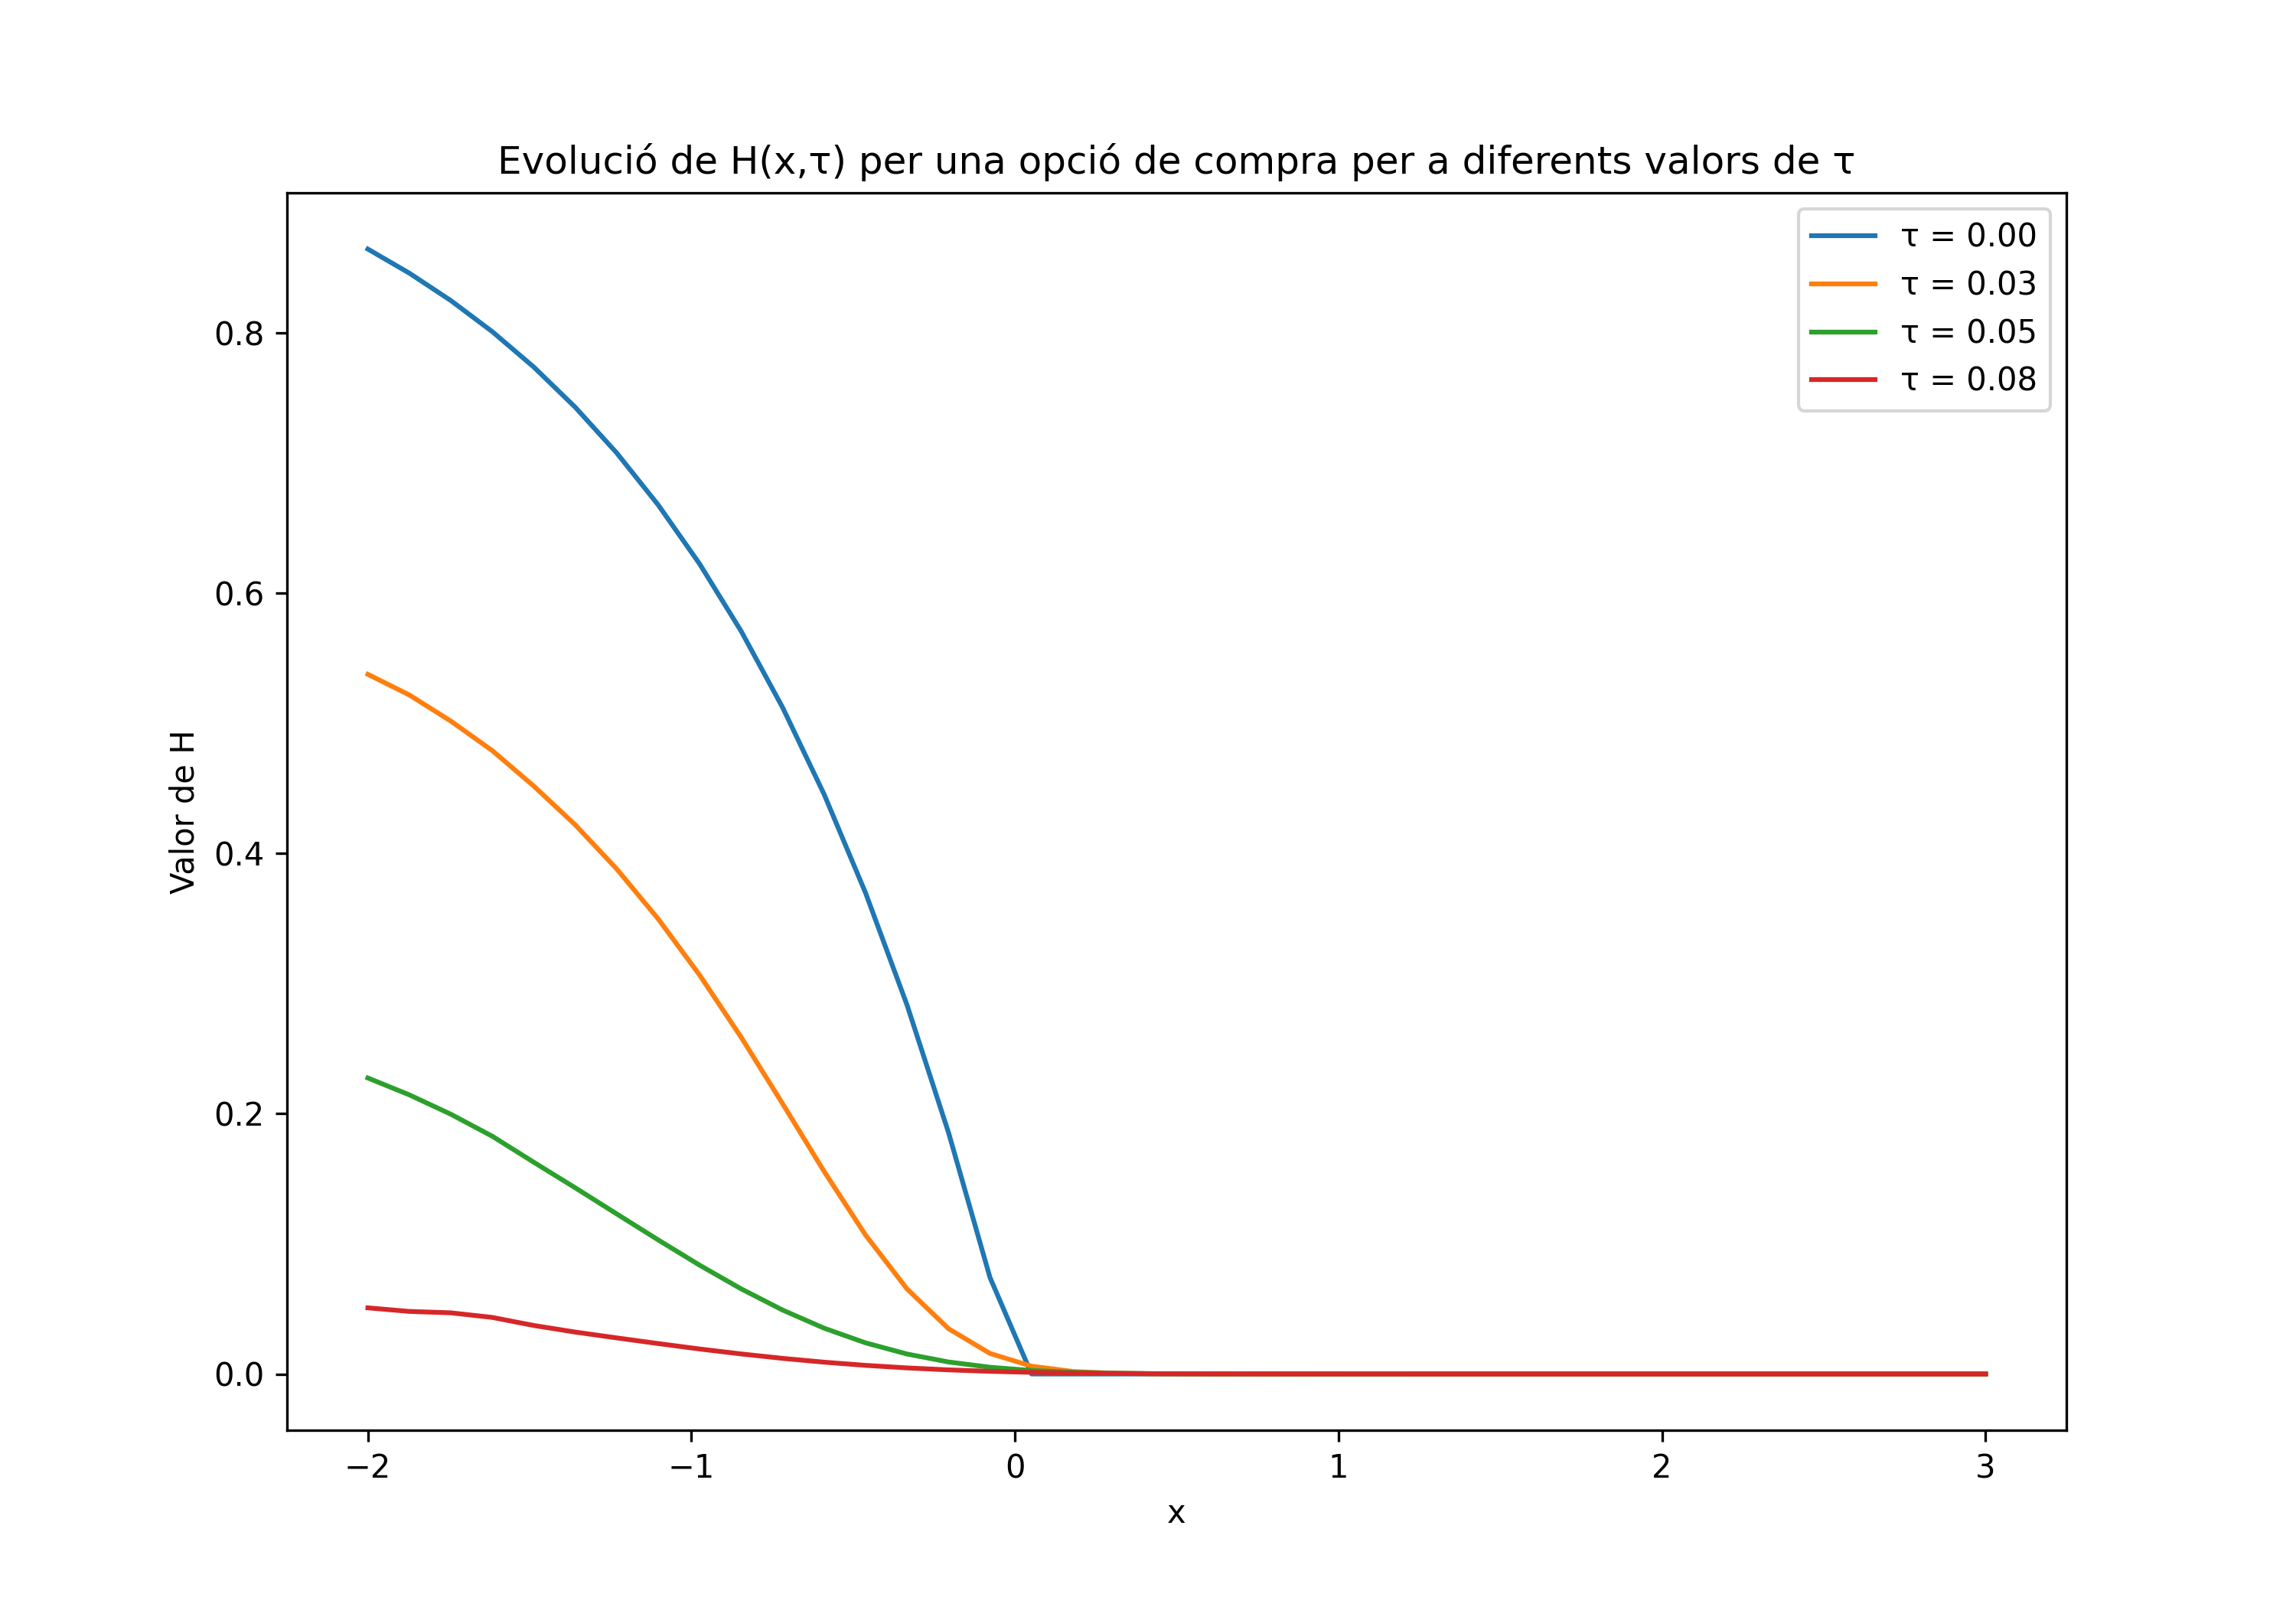 Evolució de H(x,τ) per una opció de compra per a diferents valors de τ
τ = 0.00
τ = 0.03
τ = 0.05
τ = 0.08
Valor de H
0.8
0.6
0.4
0.2
0.0
−2
−1
0
1
2
3
x